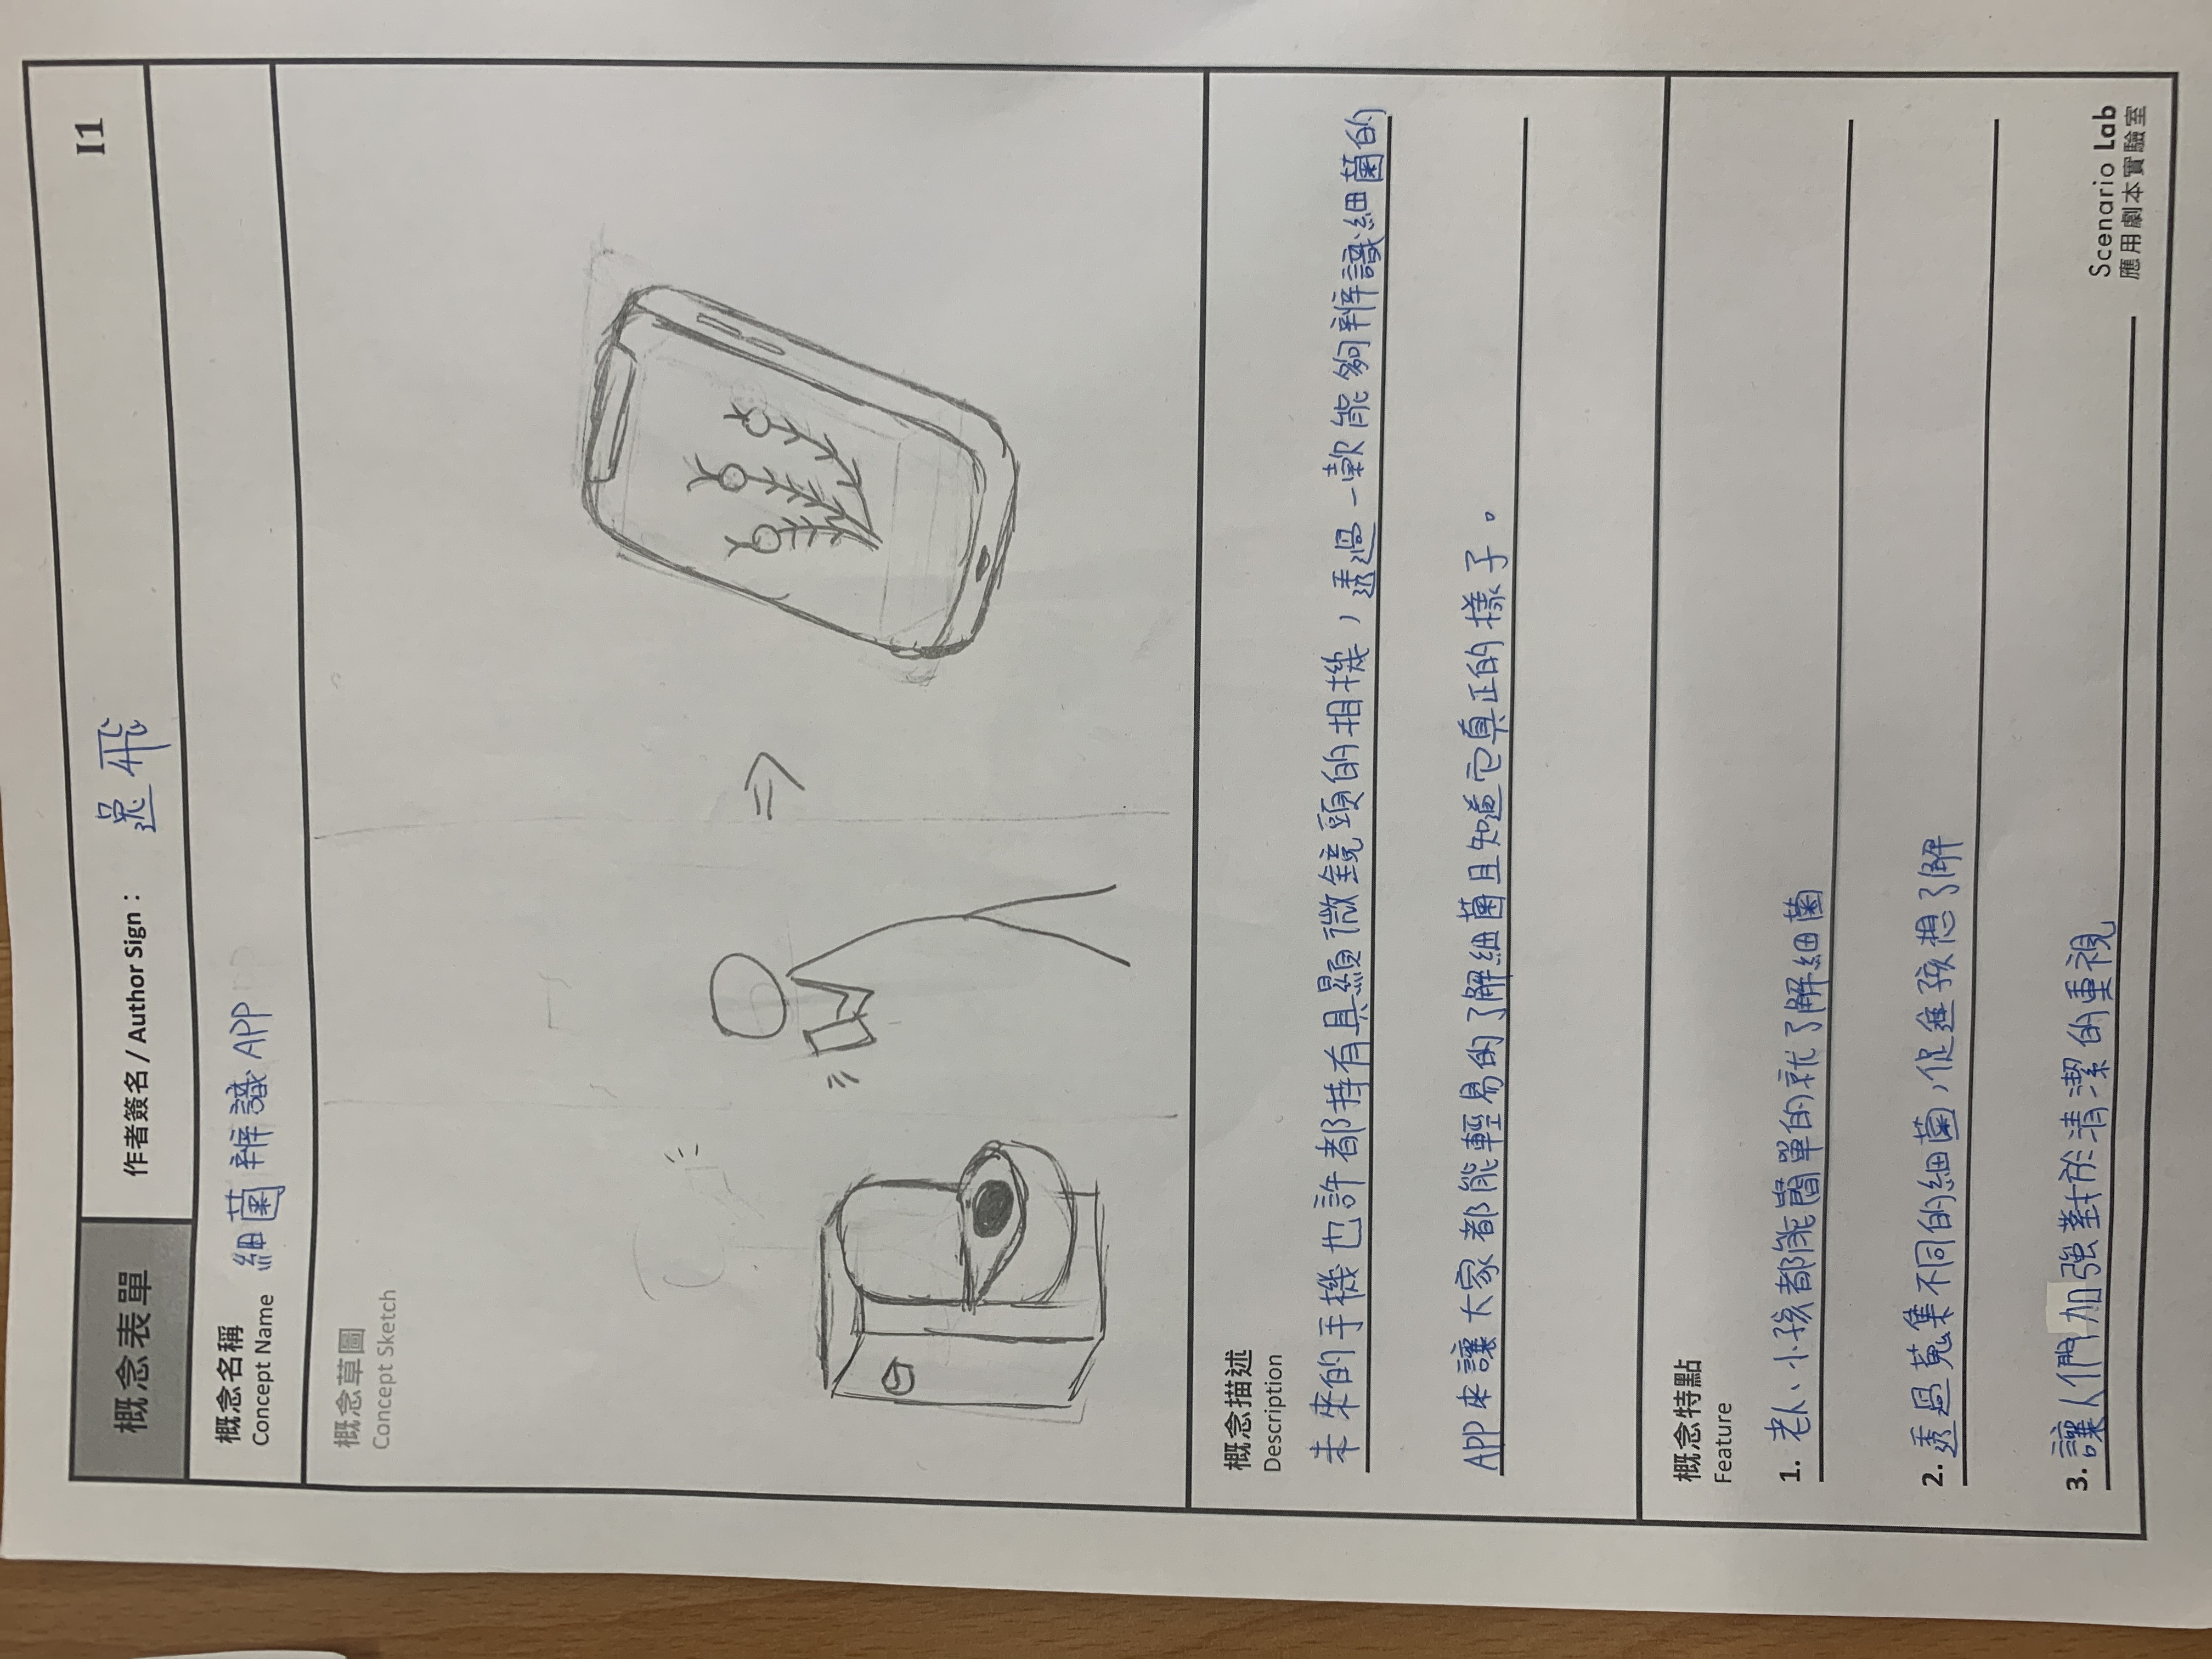 概念表單
作者簽名 / Author Sign： 逸飛
I1
概念名稱
Concept Name 細菌辨識APP
概念草圖
Concept Sketch
概念描述
Description
未來的手機也許都持有具顯微鏡頭的相機，透過一款能夠辨識細菌的
APP來讓大家都能輕易的了解細菌且知道它真正的樣子。
概念特點
Feature
1. 老人、小孩都能簡單的就了解細菌
2. 透過蒐集不同的細菌，促進孩想了解
3. 讓人們加強對於清潔的重視
Scenario Lab
應用劇本實驗室